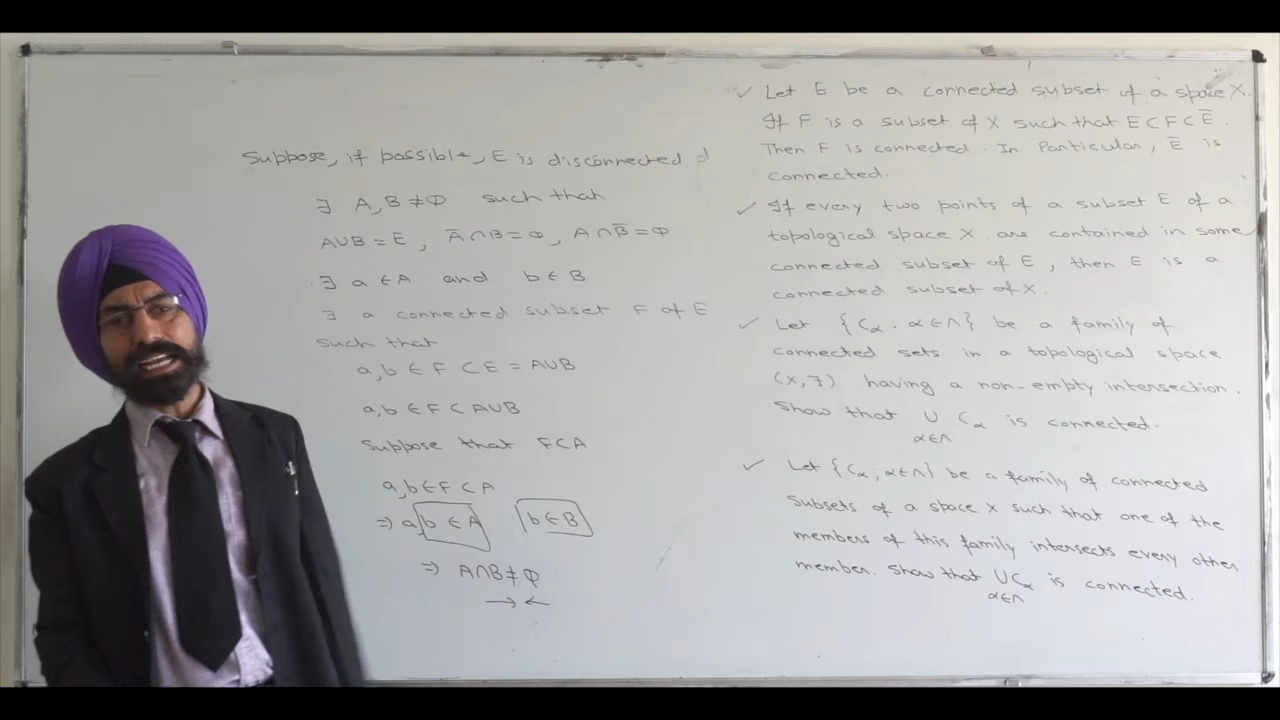 Suppose, if possible, E is disconnected
∃ A, B ≠ Φ such that
A∪B = E, A̅∩B = Φ, A∩B̅ = Φ
∃ a ∈ A and b ∈ B
∃ a connected subset F of E
such that
a,b ∈ F ⊂ E = A∪B
a,b ∈ F ⊂ A∪B
Suppose that F⊂A
a,b ∈ F ⊂ A
⇒ a, b ∈ A b ∈ B
⇒ A∩B ≠ Φ
→ ←
✓ Let E be a connected subset of a space X.
If F is a subset of X such that E ⊂ F ⊂ E̅.
Then F is connected. In Particular, E̅ is
connected.
✓ If every two points of a subset E of a
topological space X are contained in some
connected subset of E, then E is a
connected subset of X.
✓ Let {Cα : α∈Λ} be a family of
connected sets in a topological space
(X, T) having a non-empty intersection.
Show that ∪ Cα is connected.
α∈Λ
✓ Let {Cα ; α∈Λ} be a family of connected
Subsets of a space X such that one of the
members of this family intersects every other
member. Show that ∪Cα is connected.
α∈Λ